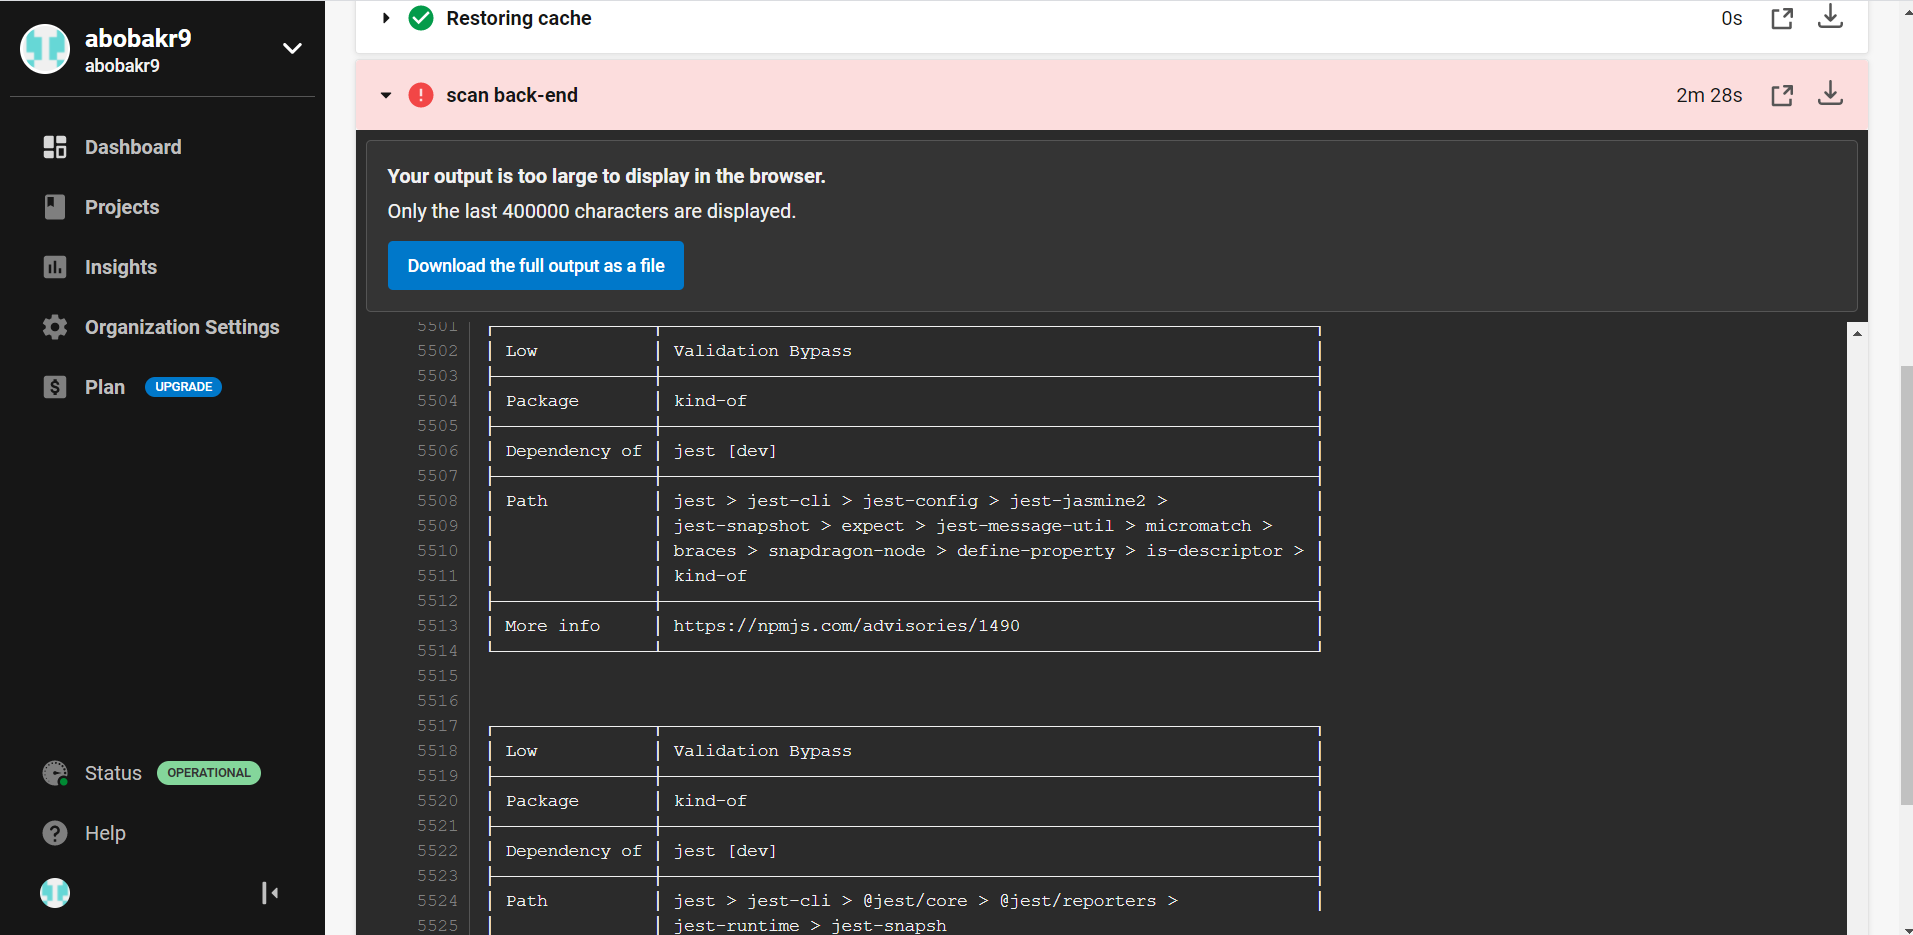 abobakr9
abobakr9
Dashboard
Projects
Insights
Organization Settings
Plan UPGRADE
Status OPERATIONAL
Help
Restoring cache 0s
scan back-end 2m 28s
Your output is too large to display in the browser.
Only the last 400000 characters are displayed.
Download the full output as a file
5501
5502 Low Validation Bypass
5503
5504 Package kind-of
5505
5506 Dependency of jest [dev]
5507
5508 Path jest > jest-cli > jest-config > jest-jasmine2 >
5509 jest-snapshot > expect > jest-message-util > micromatch >
5510 braces > snapdragon-node > define-property > is-descriptor >
5511 kind-of
5512
5513 More info https://npmjs.com/advisories/1490
5514
5515
5516
5517
5518 Low Validation Bypass
5519
5520 Package kind-of
5521
5522 Dependency of jest [dev]
5523
5524 Path jest > jest-cli > @jest/core > @jest/reporters >
5525 jest-runtime > jest-snapsh